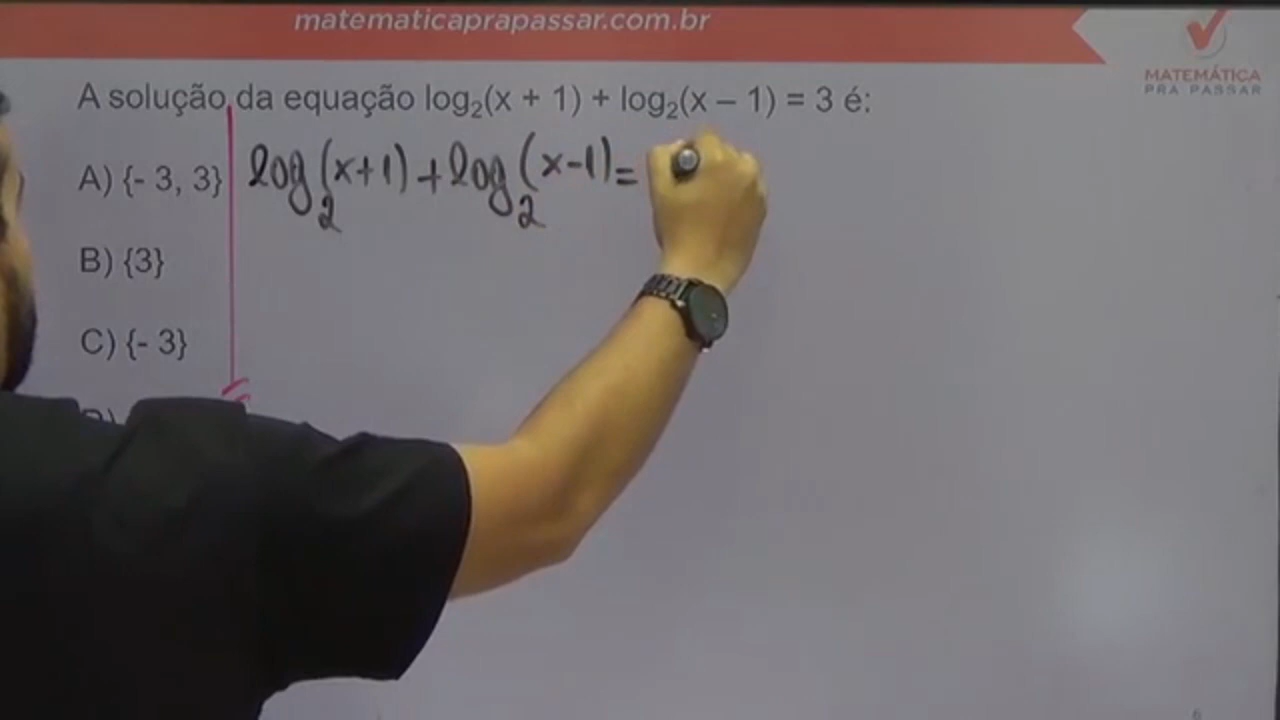 matematicaprapassar.com.br
MATEMÁTICA
PRA PASSAR
A solução da equação log₂(x + 1) + log₂(x – 1) = 3 é:
A) {- 3, 3}
log₂(x+1)+log₂(x-1)=
B) {3}
C) {- 3}